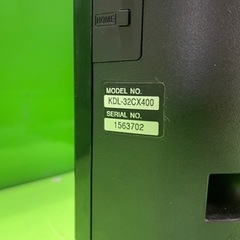 HOME
MODEL NO.
KDL-32CX400
SERIAL NO.
1563702